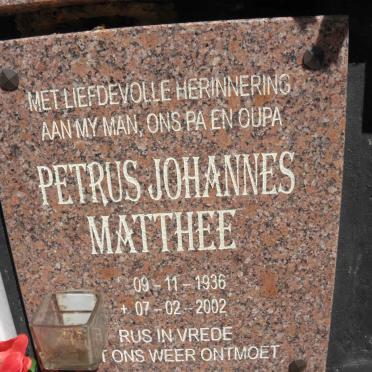 MET LIEFDEVOLLE HERINNERING
AAN MY MAN, ONS PA EN OUPA
PETRUS JOHANNES
MATTHEE
09 - 11 - 1936
+ 07 - 02 - 2002
RUS IN VREDE
ONS WEER ONTMOET